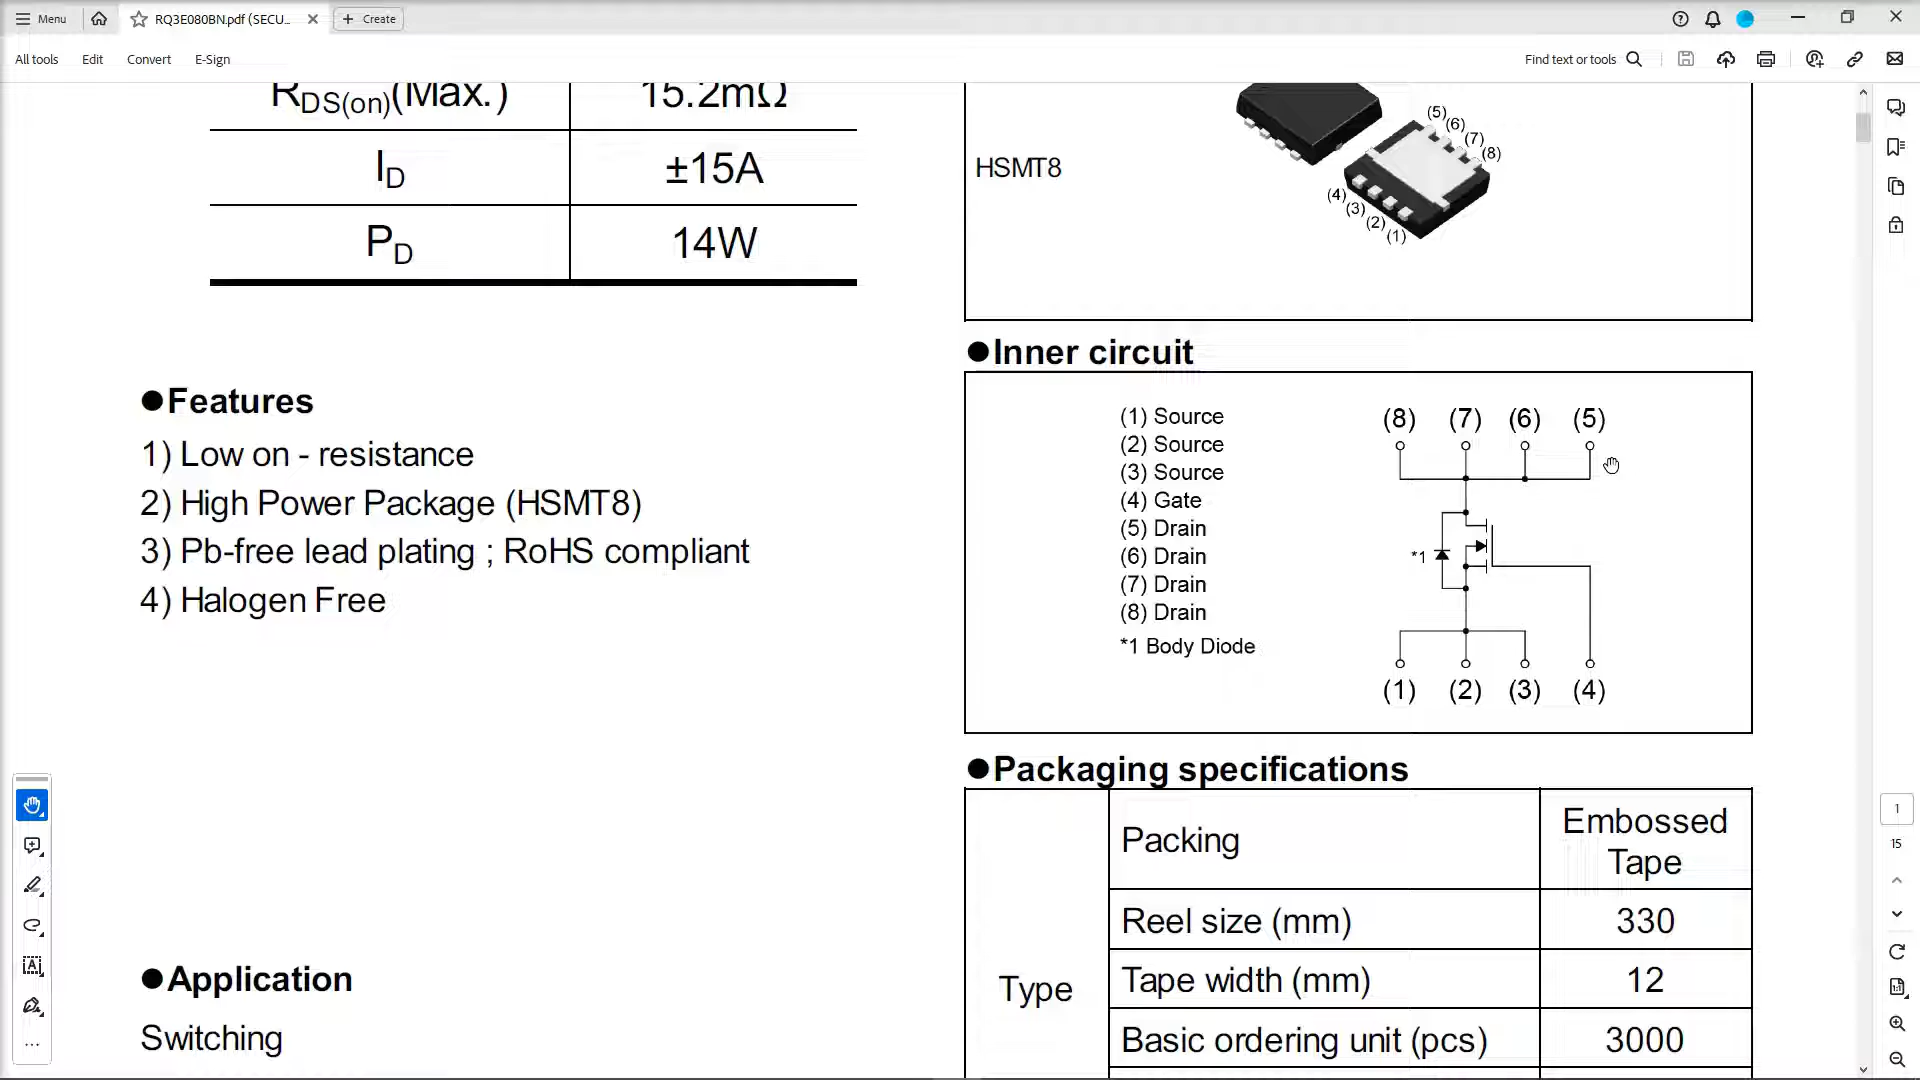 Menu
RQ3E080BN.pdf (SECU...
Create
All tools
Edit
Convert
E-Sign
Find text or tools
RDS(on)(Max.) 15.2mΩ
ID ±15A
PD 14W
HSMT8
(5)
(6)
(7)
(8)
(4)
(3)
(2)
(1)
●Features
1) Low on - resistance
2) High Power Package (HSMT8)
3) Pb-free lead plating ; RoHS compliant
4) Halogen Free
●Application
Switching
●Inner circuit
(1) Source
(2) Source
(3) Source
(4) Gate
(5) Drain
(6) Drain
(7) Drain
(8) Drain
*1 Body Diode
(8) (7) (6) (5)
*1
(1) (2) (3) (4)
●Packaging specifications
Type
Packing Embossed
Tape
Reel size (mm) 330
Tape width (mm) 12
Basic ordering unit (pcs) 3000
1
15